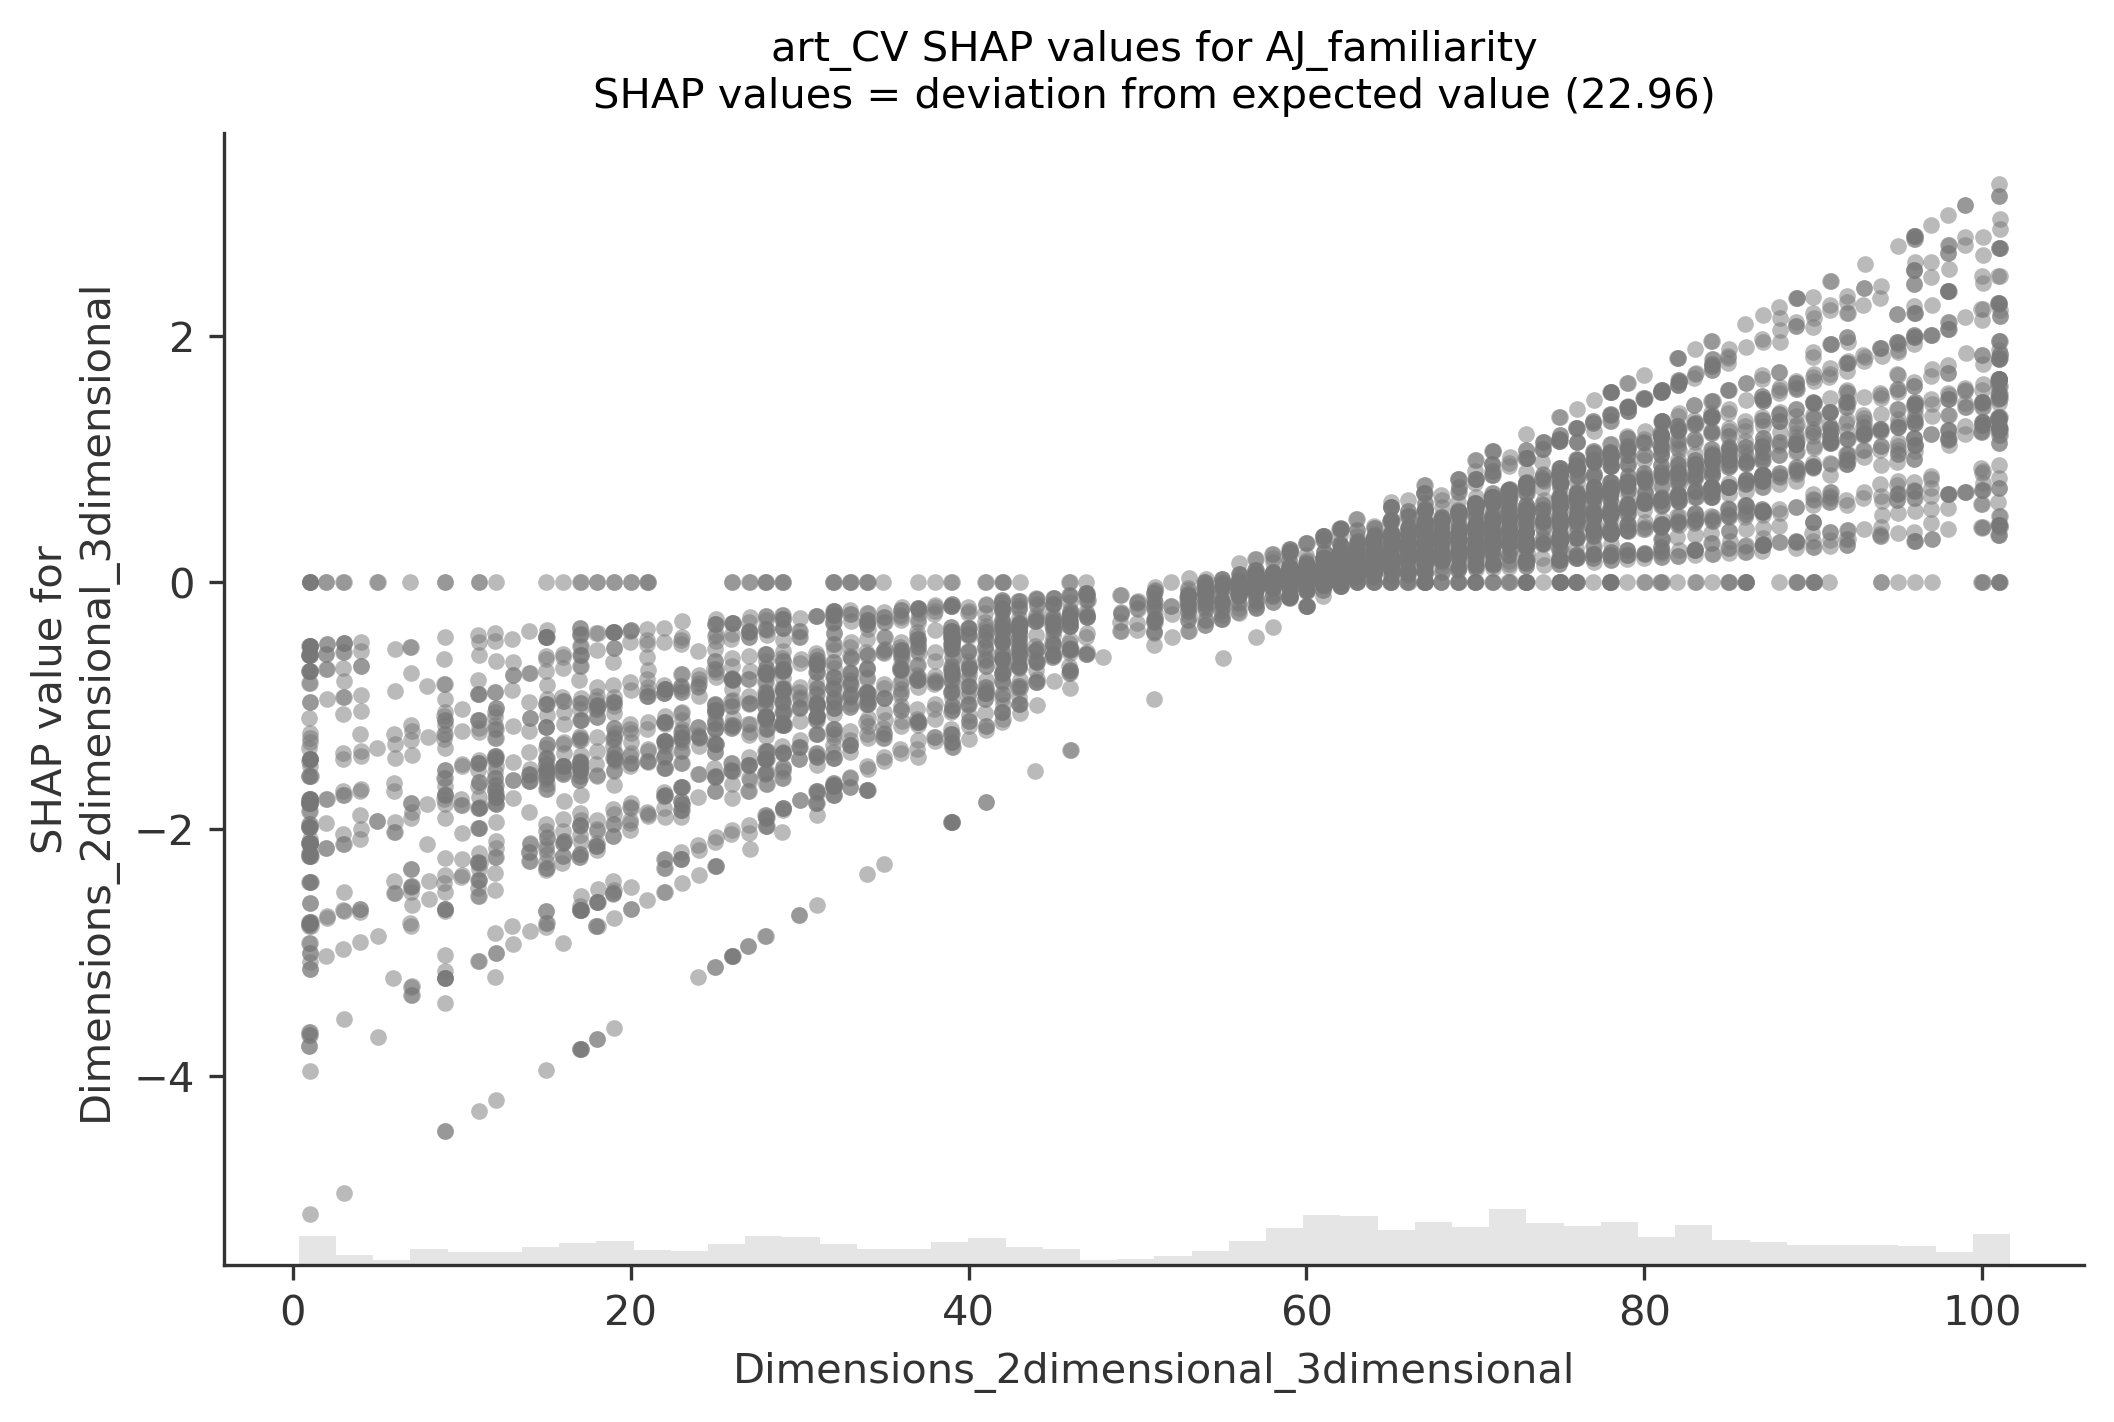 art_CV SHAP values for AJ_familiarity
SHAP values = deviation from expected value (22.96)
SHAP value for
Dimensions_2dimensional_3dimensional
2
0
−2
−4
0
20
40
60
80
100
Dimensions_2dimensional_3dimensional